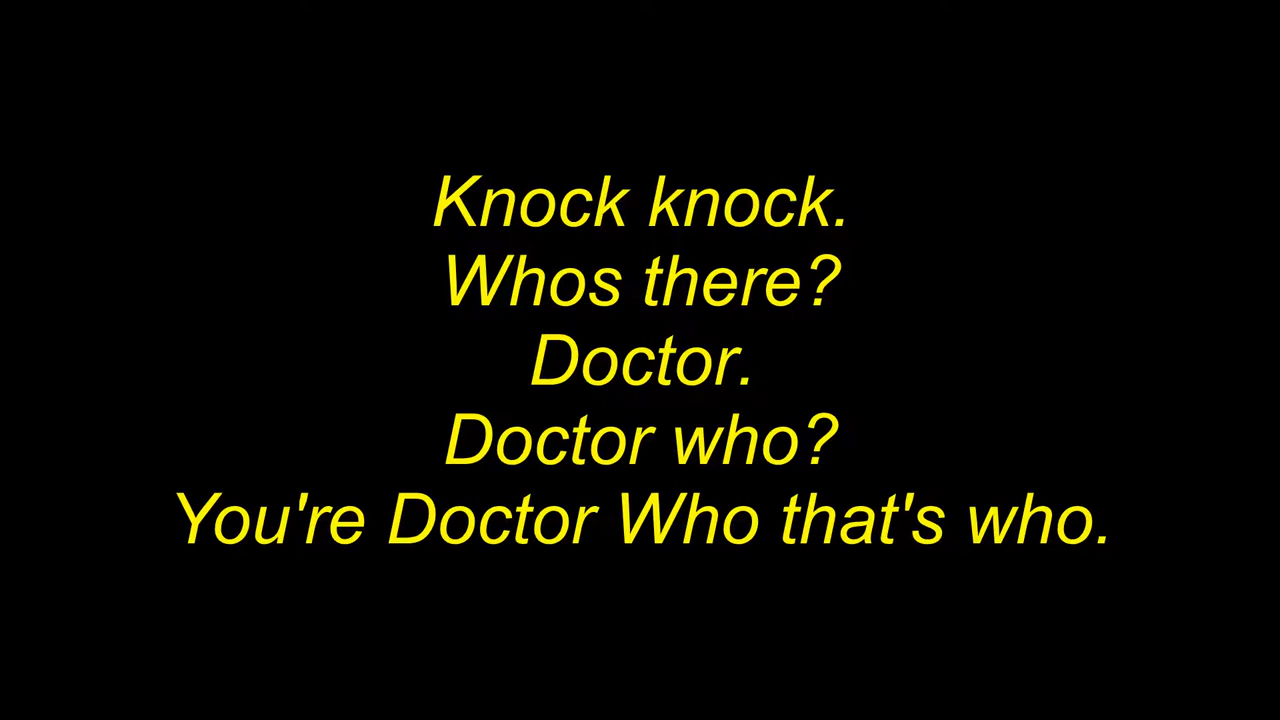 Knock knock.
Whos there?
Doctor.
Doctor who?
You're Doctor Who that's who.